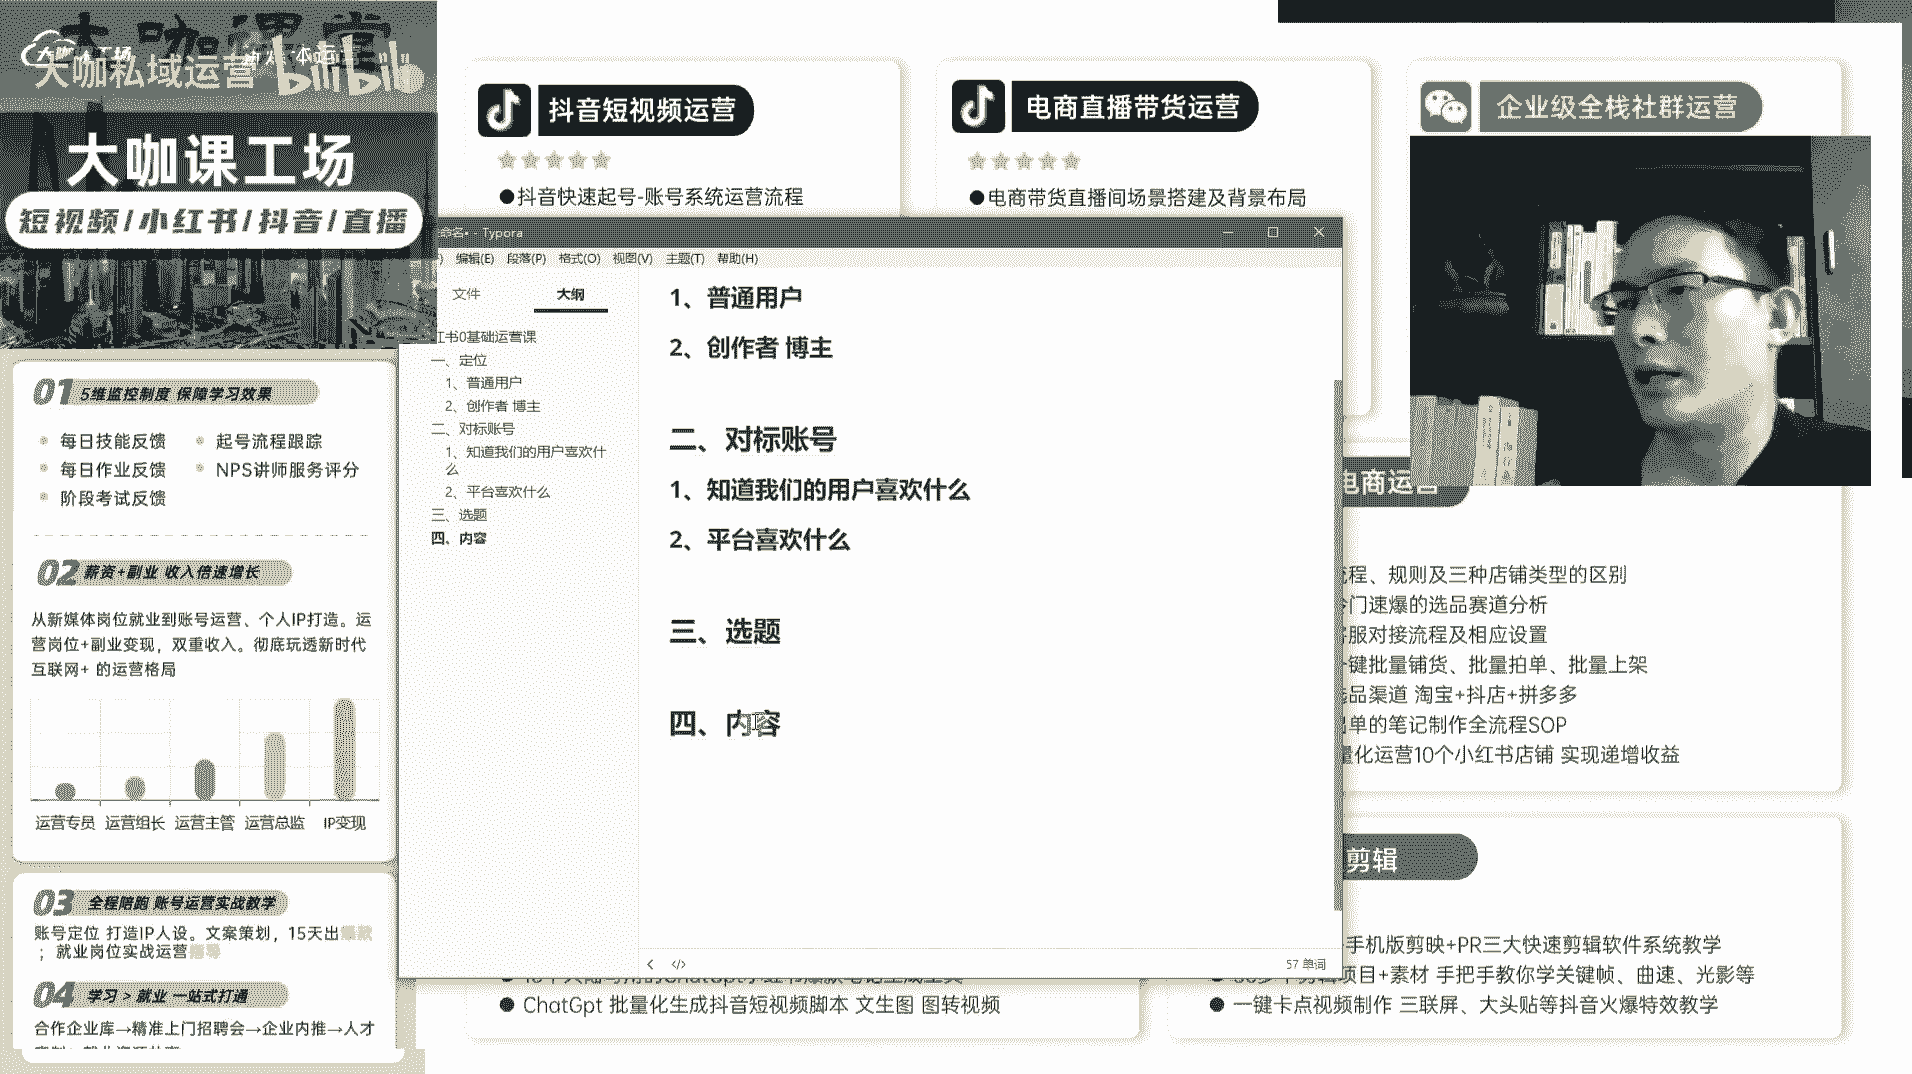 大咖私域运营
bilibili
大咖课工场
短视频/小红书/抖音/直播
01 5维监控制度 保障学习效果
每日技能反馈
起号流程跟踪
每日作业反馈
NPS讲师服务评分
阶段考试反馈
02 薪资+副业 收入倍速增长
从新媒体岗位就业到账号运营、个人IP打造。运
营岗位+副业变现，双重收入。彻底玩透新时代
互联网+ 的运营格局
运营专员 运营组长 运营主管 运营总监 IP变现
03 全程陪跑 账号运营实战教学
账号定位 打造IP人设。文案策划，15天出
；就业岗位实战运营
04 学习 > 就业 一站式打通
合作企业库→精准上门招聘会→企业内推→人才
抖音短视频运营
●抖音快速起号-账号系统运营流程
电商直播带货运营
●电商带货直播间场景搭建及背景布局
企业级全栈社群运营
命名• - Typora
编辑(E) 段落(P) 格式(O) 视图(V) 主题(T) 帮助(H)
文件
大纲
书0基础运营课
一、定位
1、普通用户
2、创作者 博主
二、对标账号
1、知道我们的用户喜欢什
么
2、平台喜欢什么
三、选题
四、内容
1、普通用户
2、创作者 博主
二、对标账号
1、知道我们的用户喜欢什么
2、平台喜欢什么
三、选题
四、内容
57 单词
电商运营
程、规则及三种店铺类型的区别
门速爆的选品赛道分析
服对接流程及相应设置
键批量铺货、批量拍单、批量上架
品渠道 淘宝+抖店+拼多多
单的笔记制作全流程SOP
量化运营10个小红书店铺 实现递增收益
● ChatGpt 批量化生成抖音短视频脚本 文生图 图转视频
剪辑
手机版剪映+PR三大快速剪辑软件系统教学
项目+素材 手把手教你学关键帧、曲速、光影等
● 一键卡点视频制作 三联屏、大头贴等抖音火爆特效教学